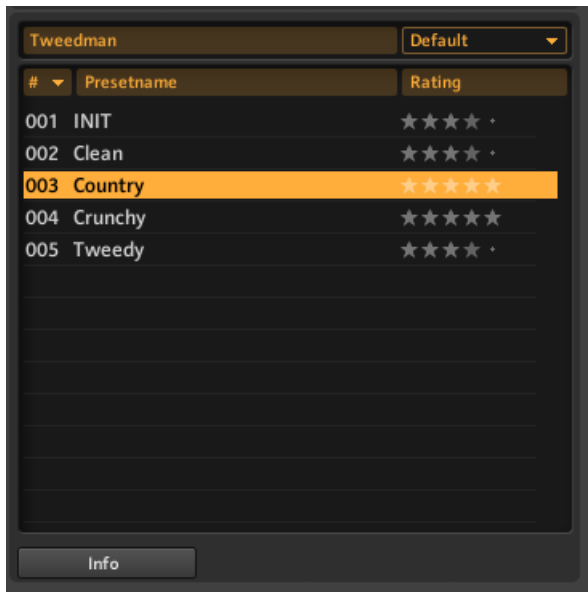 Tweedman Default
# Presetname Rating
001 INIT
002 Clean
003 Country
004 Crunchy
005 Tweedy
Info